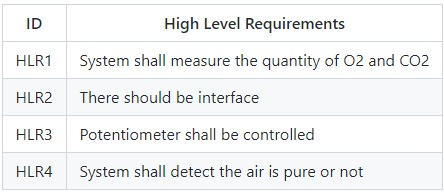 ID High Level Requirements
HLR1 System shall measure the quantity of O2 and CO2
HLR2 There should be interface
HLR3 Potentiometer shall be controlled
HLR4 System shall detect the air is pure or not